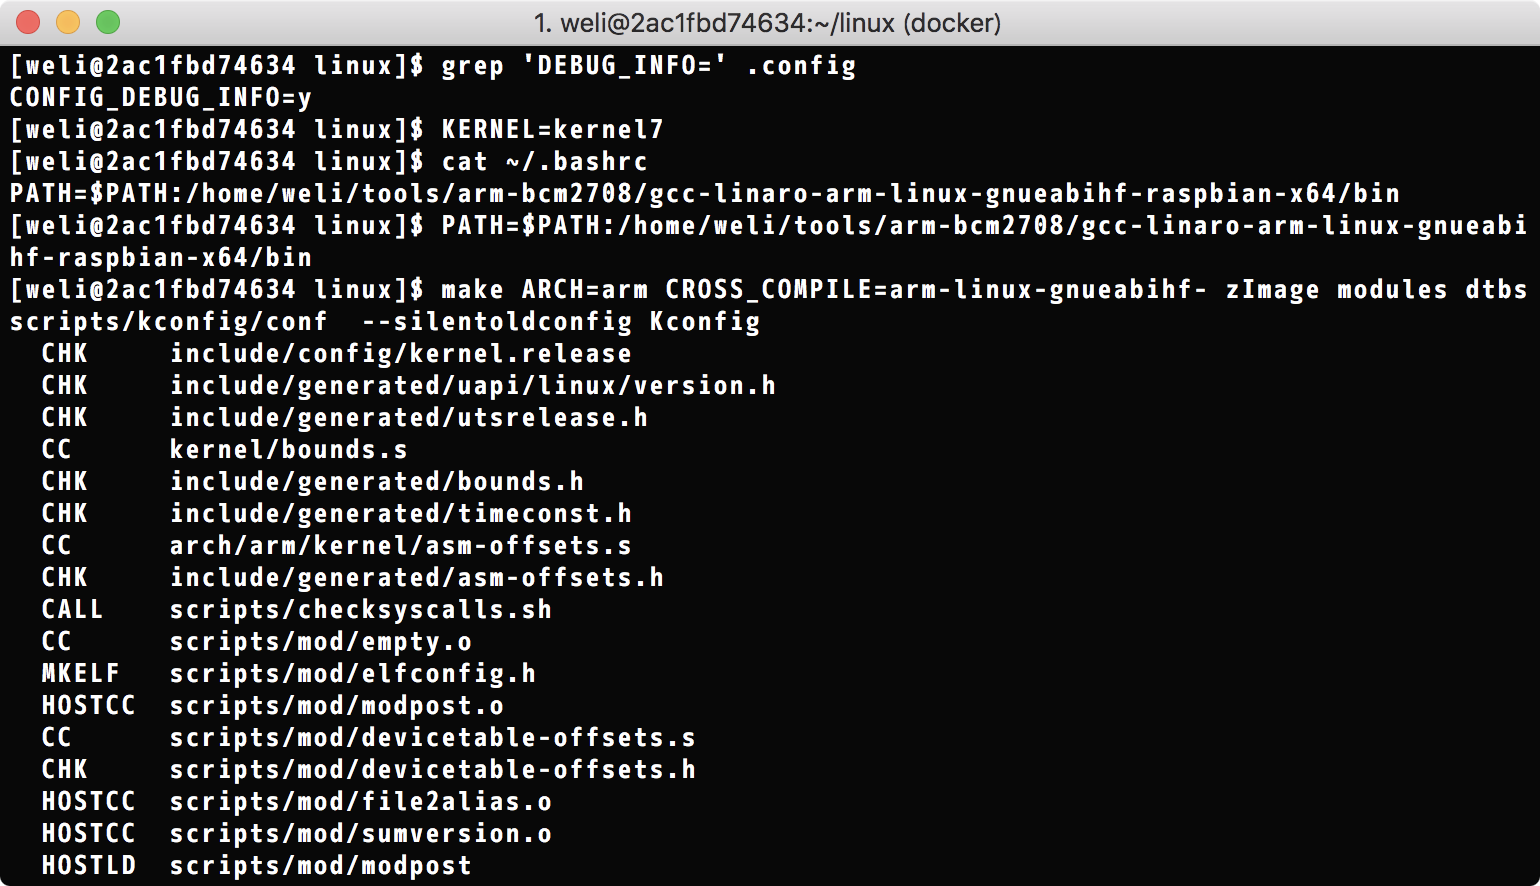 1. weli@2ac1fbd74634:~/linux (docker)
[weli@2ac1fbd74634 linux]$ grep 'DEBUG_INFO=' .config
CONFIG_DEBUG_INFO=y
[weli@2ac1fbd74634 linux]$ KERNEL=kernel7
[weli@2ac1fbd74634 linux]$ cat ~/.bashrc
PATH=$PATH:/home/weli/tools/arm-bcm2708/gcc-linaro-arm-linux-gnueabihf-raspbian-x64/bin
[weli@2ac1fbd74634 linux]$ PATH=$PATH:/home/weli/tools/arm-bcm2708/gcc-linaro-arm-linux-gnueabi
hf-raspbian-x64/bin
[weli@2ac1fbd74634 linux]$ make ARCH=arm CROSS_COMPILE=arm-linux-gnueabihf- zImage modules dtbs
scripts/kconfig/conf  --silentoldconfig Kconfig
  CHK     include/config/kernel.release
  CHK     include/generated/uapi/linux/version.h
  CHK     include/generated/utsrelease.h
  CC      kernel/bounds.s
  CHK     include/generated/bounds.h
  CHK     include/generated/timeconst.h
  CC      arch/arm/kernel/asm-offsets.s
  CHK     include/generated/asm-offsets.h
  CALL    scripts/checksyscalls.sh
  CC      scripts/mod/empty.o
  MKELF   scripts/mod/elfconfig.h
  HOSTCC  scripts/mod/modpost.o
  CC      scripts/mod/devicetable-offsets.s
  CHK     scripts/mod/devicetable-offsets.h
  HOSTCC  scripts/mod/file2alias.o
  HOSTCC  scripts/mod/sumversion.o
  HOSTLD  scripts/mod/modpost